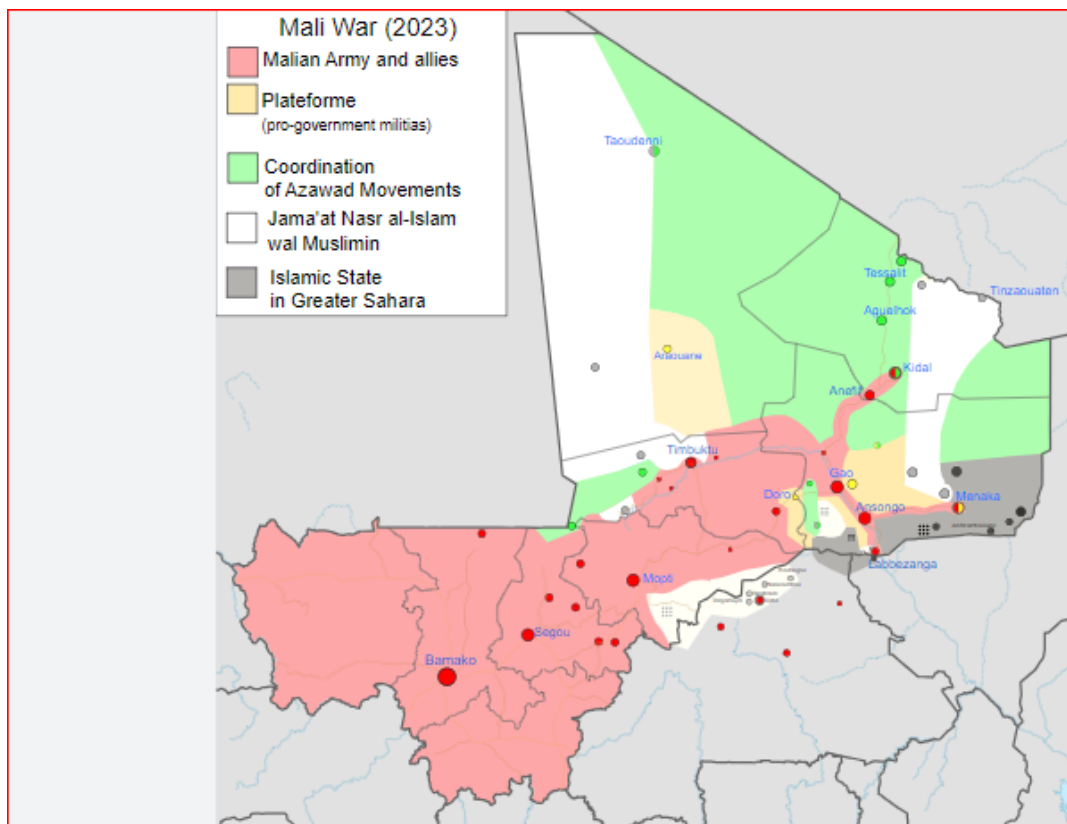 Mali War (2023)
Malian Army and allies
Plateforme
(pro-government militias)
Coordination
of Azawad Movements
Jama'at Nasr al-Islam
wal Muslimin
Islamic State
in Greater Sahara
Taoudenni
Tessalit
Tinzaouaten
Aguelhok
Araouane
Kidal
Anefif
Timbuktu
Gao
Doro
Menaka
Ansongo
Labbezanga
Mopti
Segou
Bamako